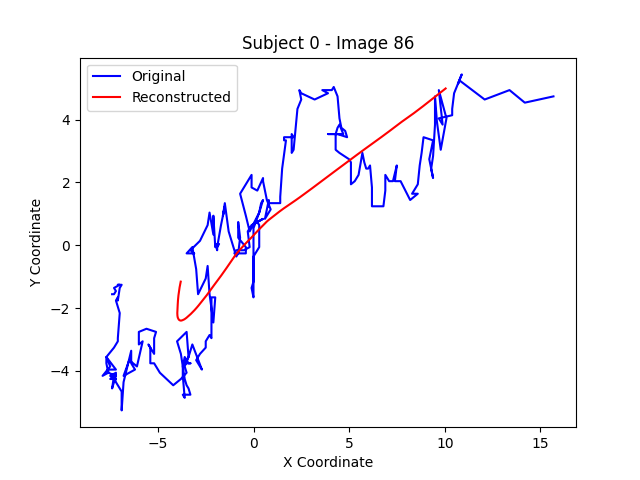 Subject 0 - Image 86
Original
Reconstructed
Y Coordinate
4
2
0
−2
−4
−5
0
5
10
15
X Coordinate